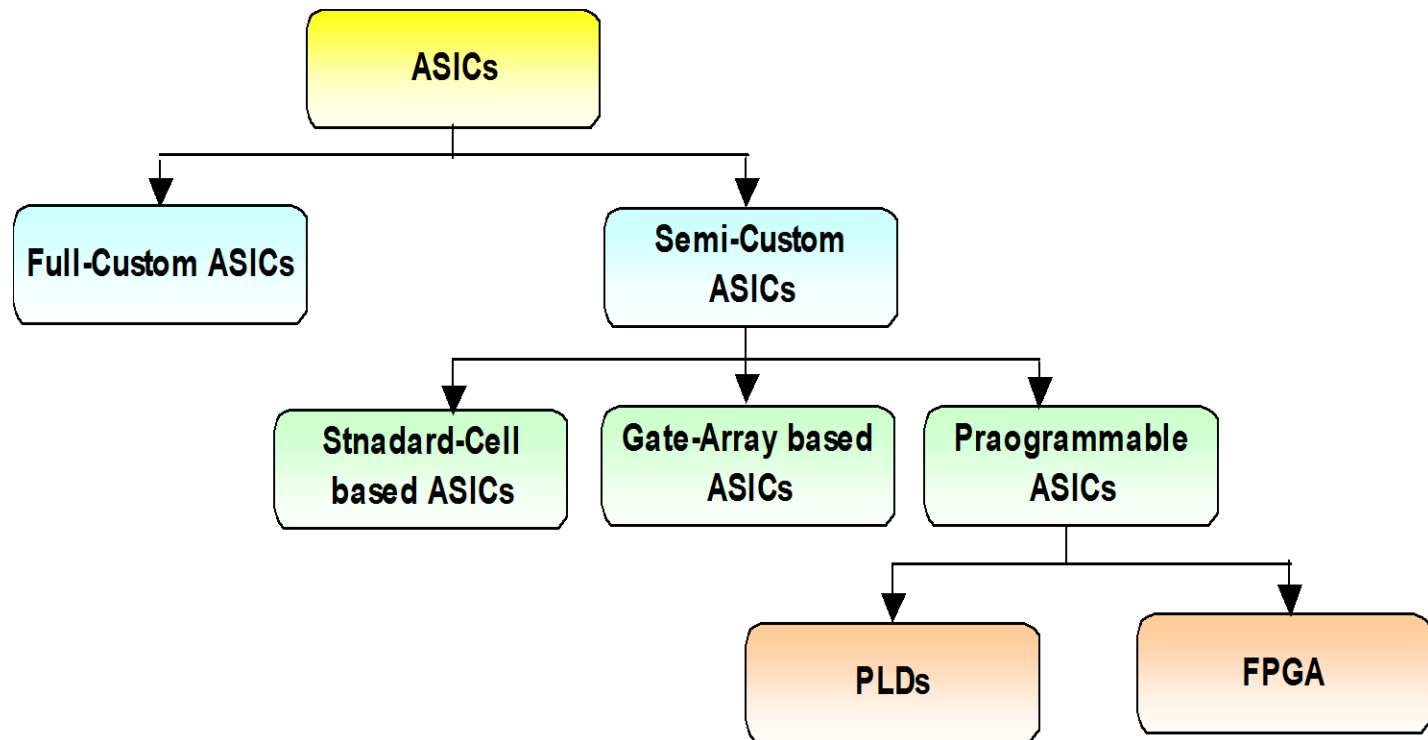 ASICs
Full-Custom ASICs
Semi-Custom
ASICs
Stnadard-Cell
based ASICs
Gate-Array based
ASICs
Praogrammable
ASICs
PLDs
FPGA